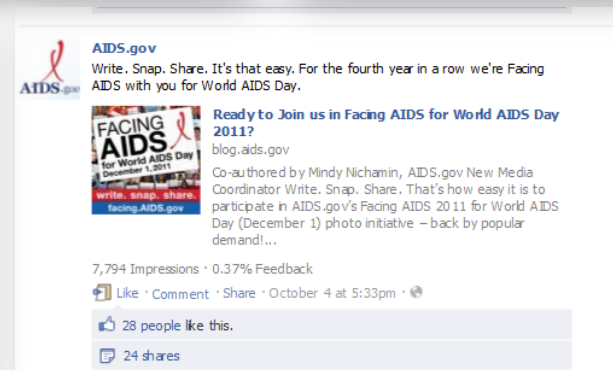 AIDS.gov
AIDS.gov
Write. Snap. Share. It's that easy. For the fourth year in a row we're Facing
AIDS with you for World AIDS Day.
FACING
AIDS
for World AIDS Day
December 1, 2011
write. snap. share.
facing.AIDS.gov
Ready to Join us in Facing AIDS for World AIDS Day
2011?
blog.aids.gov
Co-authored by Mindy Nichamin, AIDS.gov New Media
Coordinator Write. Snap. Share. That's how easy it is to
participate in AIDS.gov's Facing AIDS 2011 for World AIDS
Day (December 1) photo initiative – back by popular
demand!...
7,794 Impressions · 0.37% Feedback
Like · Comment · Share · October 4 at 5:33pm ·
28 people like this.
24 shares